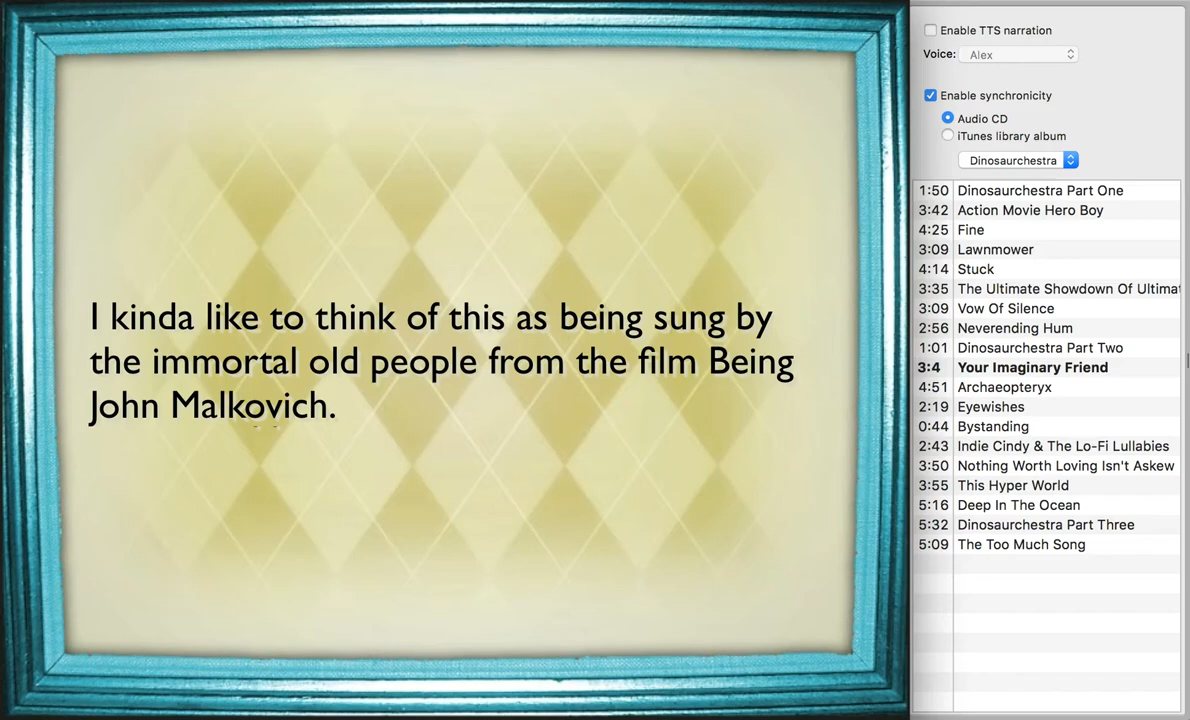 I kinda like to think of this as being sung by
the immortal old people from the film Being
John Malkovich.
Enable TTS narration
Voice: Alex
Enable synchronicity
Audio CD
iTunes library album
Dinosaurchestra
1:50 Dinosaurchestra Part One
3:42 Action Movie Hero Boy
4:25 Fine
3:09 Lawnmower
4:14 Stuck
3:35 The Ultimate Showdown Of Ultimat
3:09 Vow Of Silence
2:56 Neverending Hum
1:01 Dinosaurchestra Part Two
3:4 Your Imaginary Friend
4:51 Archaeopteryx
2:19 Eyewishes
0:44 Bystanding
2:43 Indie Cindy & The Lo-Fi Lullabies
3:50 Nothing Worth Loving Isn't Askew
3:55 This Hyper World
5:16 Deep In The Ocean
5:32 Dinosaurchestra Part Three
5:09 The Too Much Song